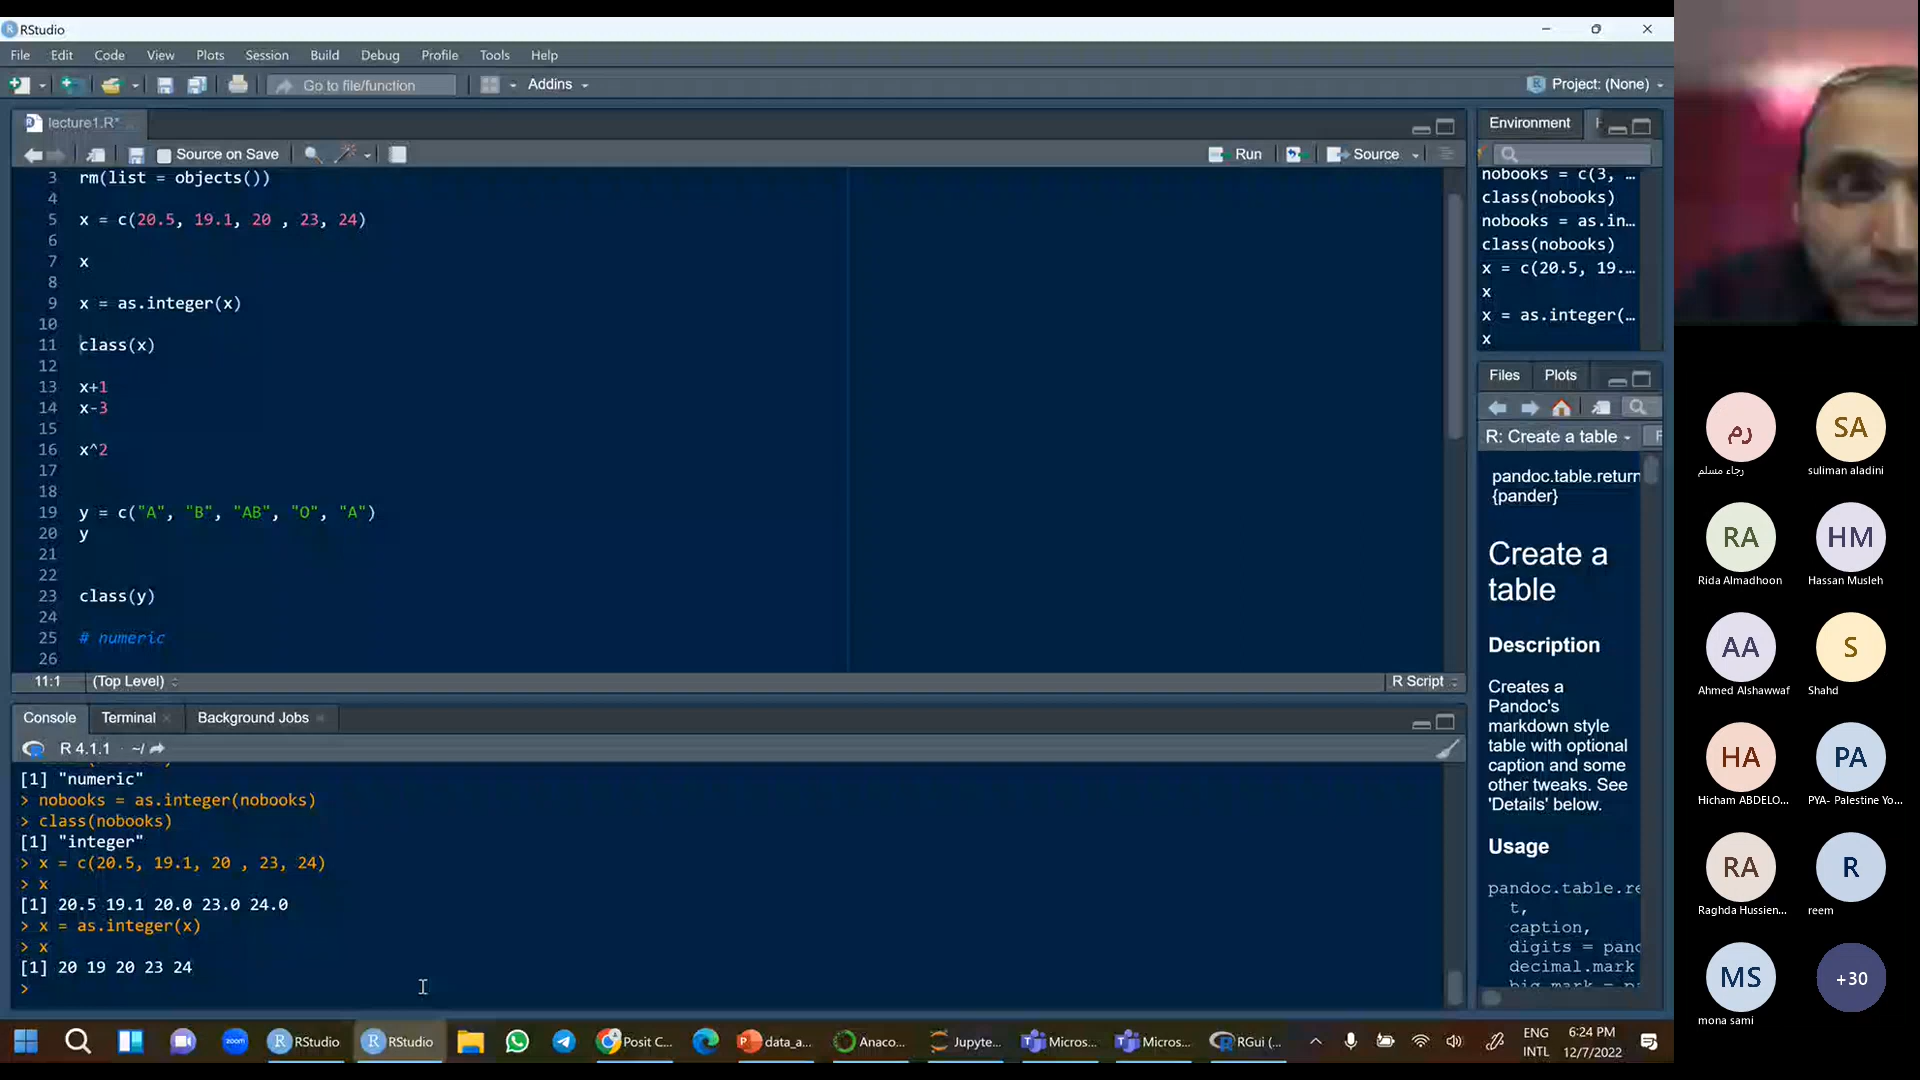 RStudio
File Edit Code View Plots Session Build Debug Profile Tools Help
Go to file/function Addins Project: (None)
lecture1.R*
Source on Save Run Source
3 rm(list = objects())
4
5 x = c(20.5, 19.1, 20 , 23, 24)
6
7 x
8
9 x = as.integer(x)
10
11 class(x)
12
13 x+1
14 x-3
15
16 x^2
17
18
19 y = c("A", "B", "AB", "O", "A")
20 y
21
22
23 class(y)
24
25 # numeric
26
11:1 (Top Level) R Script
Console Terminal Background Jobs
R 4.1.1 · ~/
[1] "numeric"
> nobooks = as.integer(nobooks)
> class(nobooks)
[1] "integer"
> x = c(20.5, 19.1, 20 , 23, 24)
> x
[1] 20.5 19.1 20.0 23.0 24.0
> x = as.integer(x)
> x
[1] 20 19 20 23 24
>
Environment
nobooks = c(3, …
class(nobooks)
nobooks = as.in…
class(nobooks)
x = c(20.5, 19.…
x
x = as.integer(…
x
Files Plots
R: Create a table
pandoc.table.return
{pander}
Create a
table
Description
Creates a
Pandoc's
markdown style
table with optional
caption and some
other tweaks. See
'Details' below.
Usage
pandoc.table.re
t,
caption,
digits = pand
decimal.mark
رم SA
رجاء مسلم suliman aladini
RA HM
Rida Almadhoon Hassan Musleh
AA S
Ahmed Alshawwaf Shahd
HA PA
Hicham ABDELO... PYA- Palestine Yo...
RA R
Raghda Hussien... reem
MS +30
mona sami
zoom RStudio RStudio Posit C... data_a... Anaco... Jupyte... Micros... Micros... RGui (... ENG 6:24 PM
INTL 12/7/2022